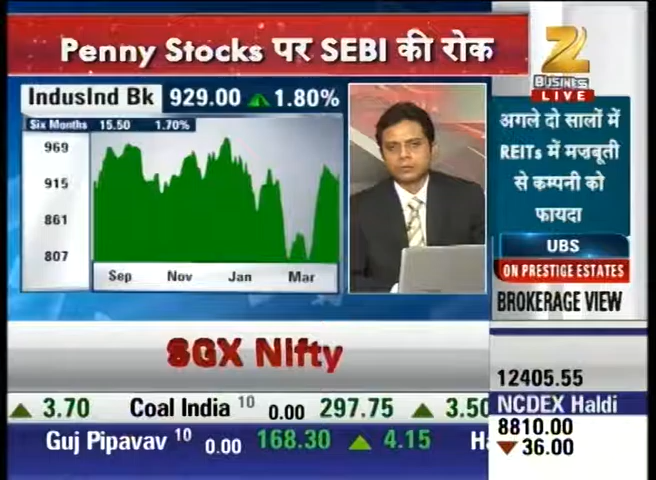 Penny Stocks पर SEBI की रोक
Z
BUSINESS
LIVE
IndusInd Bk 929.00 1.80%
Six Months 15.50 1.70%
969
915
861
807
Sep Nov Jan Mar
अगले दो सालों में
REITs में मजबूती
से कम्पनी को
फायदा
UBS
ON PRESTIGE ESTATES
BROKERAGE VIEW
SGX Nifty
12405.55
NCDEX Haldi
8810.00
36.00
3.70 Coal India 10 0.00 297.75 3.50
Guj Pipavav 10 0.00 168.30 4.15 Ha